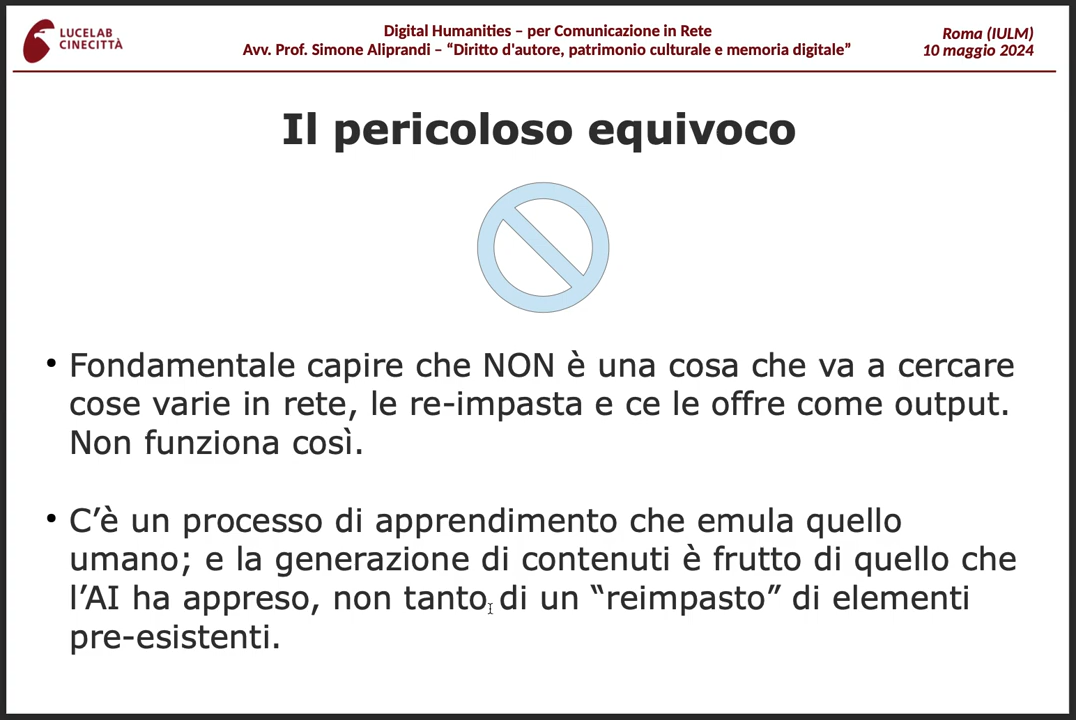 LUCELAB
CINECITTÀ
Digital Humanities – per Comunicazione in Rete
Avv. Prof. Simone Aliprandi – “Diritto d'autore, patrimonio culturale e memoria digitale”
Roma (IULM)
10 maggio 2024
Il pericoloso equivoco
• Fondamentale capire che NON è una cosa che va a cercare
cose varie in rete, le re-impasta e ce le offre come output.
Non funziona così.
• C’è un processo di apprendimento che emula quello
umano; e la generazione di contenuti è frutto di quello che
l’AI ha appreso, non tanto di un “reimpasto” di elementi
pre-esistenti.